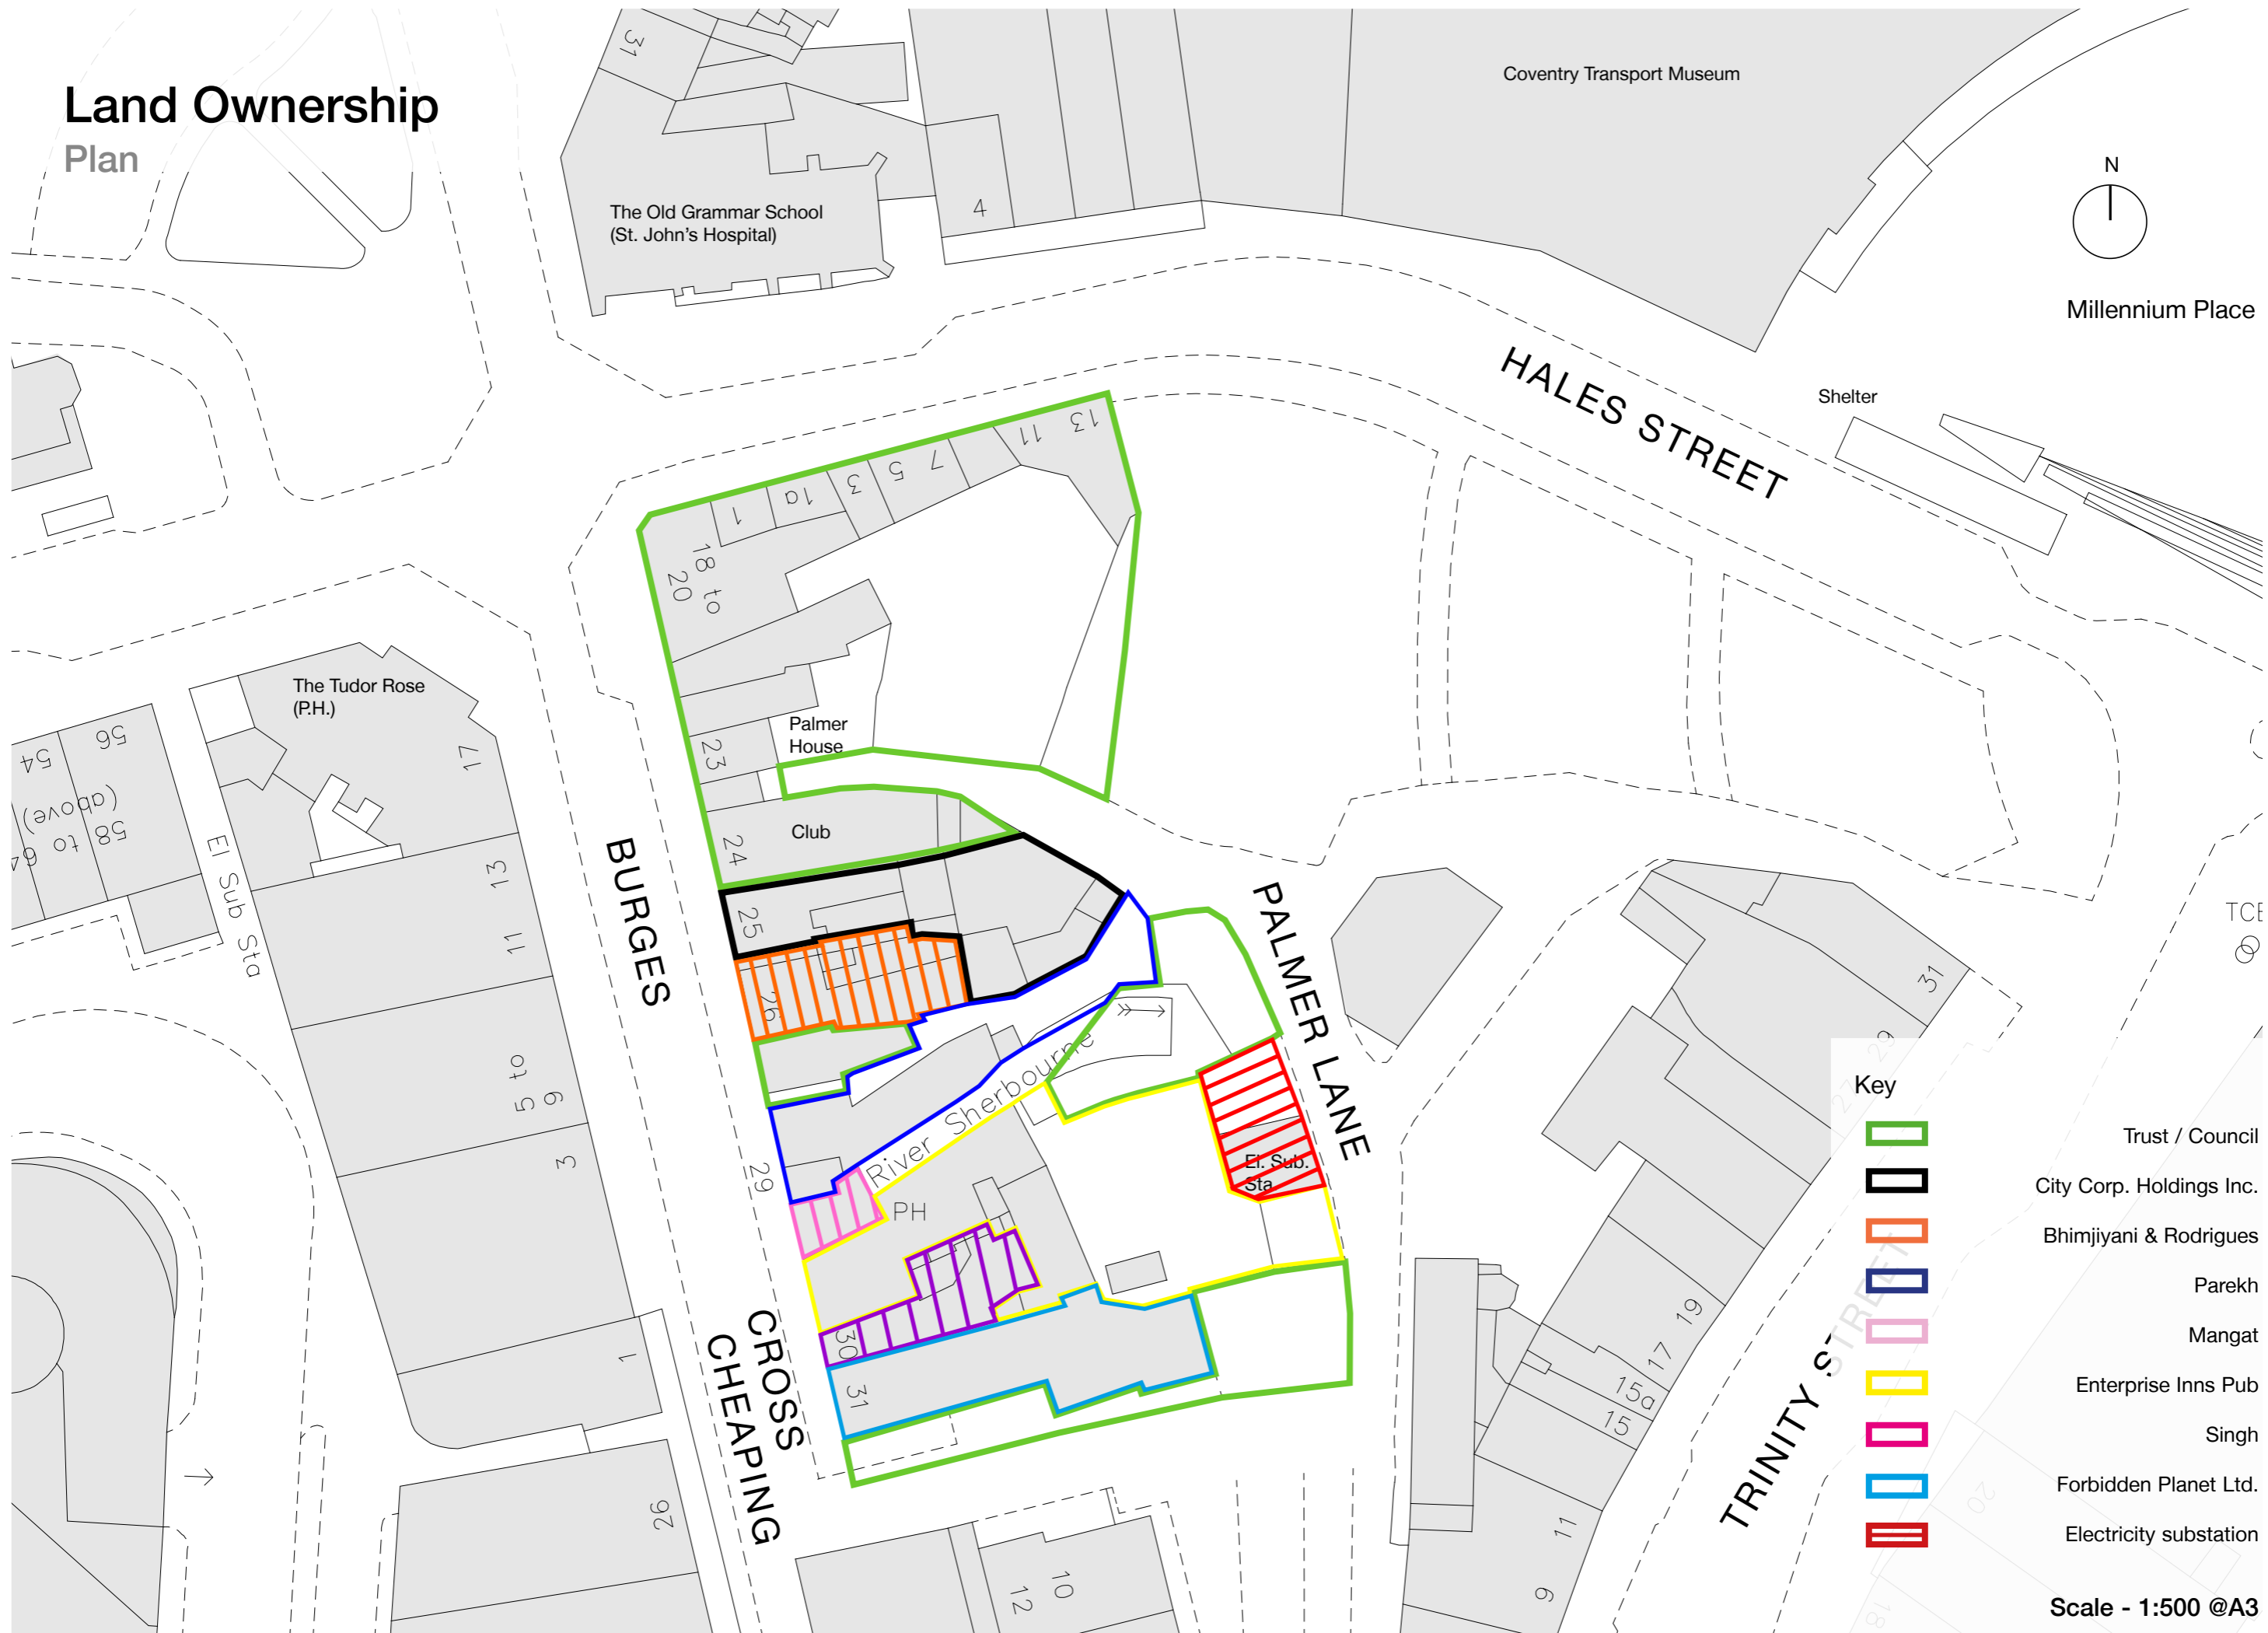 Land Ownership
Plan
31
The Old Grammar School
(St. John's Hospital)
4
Coventry Transport Museum
N
Millennium Place
HALES STREET
Shelter
13
11
7
5
3
1a
1
18 to
20
Palmer
House
23
24
Club
25
26
29
River Sherbourne
PH
30
31
El. Sub.
Sta
BURGES
PALMER LANE
CROSS
CHEAPING
TRINITY STREET
The Tudor Rose
(P.H.)
17
56
54
(above)
58 to 64
El Sub Sta
13
11
5 to
9
3
1
26
12
10
31
29
19
17
15a
15
11
9
20
18
Key
Trust / Council
City Corp. Holdings Inc.
Bhimjiyani & Rodrigues
Parekh
Mangat
Enterprise Inns Pub
Singh
Forbidden Planet Ltd.
Electricity substation
Scale - 1:500 @A3